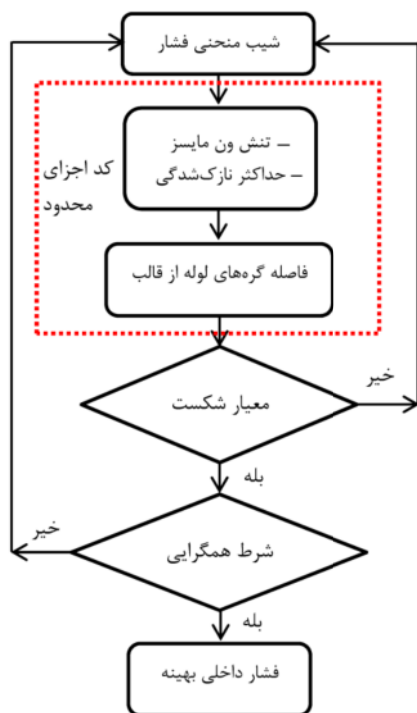 شیب منحنی فشار
– تنش ون مایسز
– حداکثر نازک‌شدگی
کد اجزای
محدود
فاصله گره‌های لوله از قالب
معیار شکست
خیر
بله
شرط همگرایی
خیر
بله
فشار داخلی بهینه